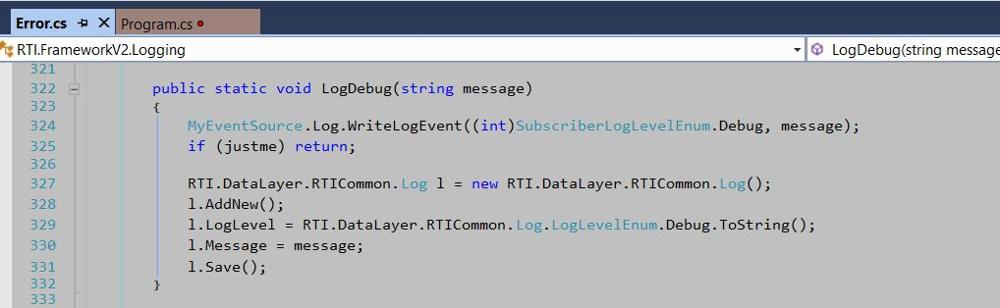 Error.cs Program.cs
RTI.FrameworkV2.Logging LogDebug(string message
321
322 public static void LogDebug(string message)
323 {
324 MyEventSource.Log.WriteLogEvent((int)SubscriberLogLevelEnum.Debug, message);
325 if (justme) return;
326
327 RTI.DataLayer.RTICommon.Log l = new RTI.DataLayer.RTICommon.Log();
328 l.AddNew();
329 l.LogLevel = RTI.DataLayer.RTICommon.Log.LogLevelEnum.Debug.ToString();
330 l.Message = message;
331 l.Save();
332 }
333